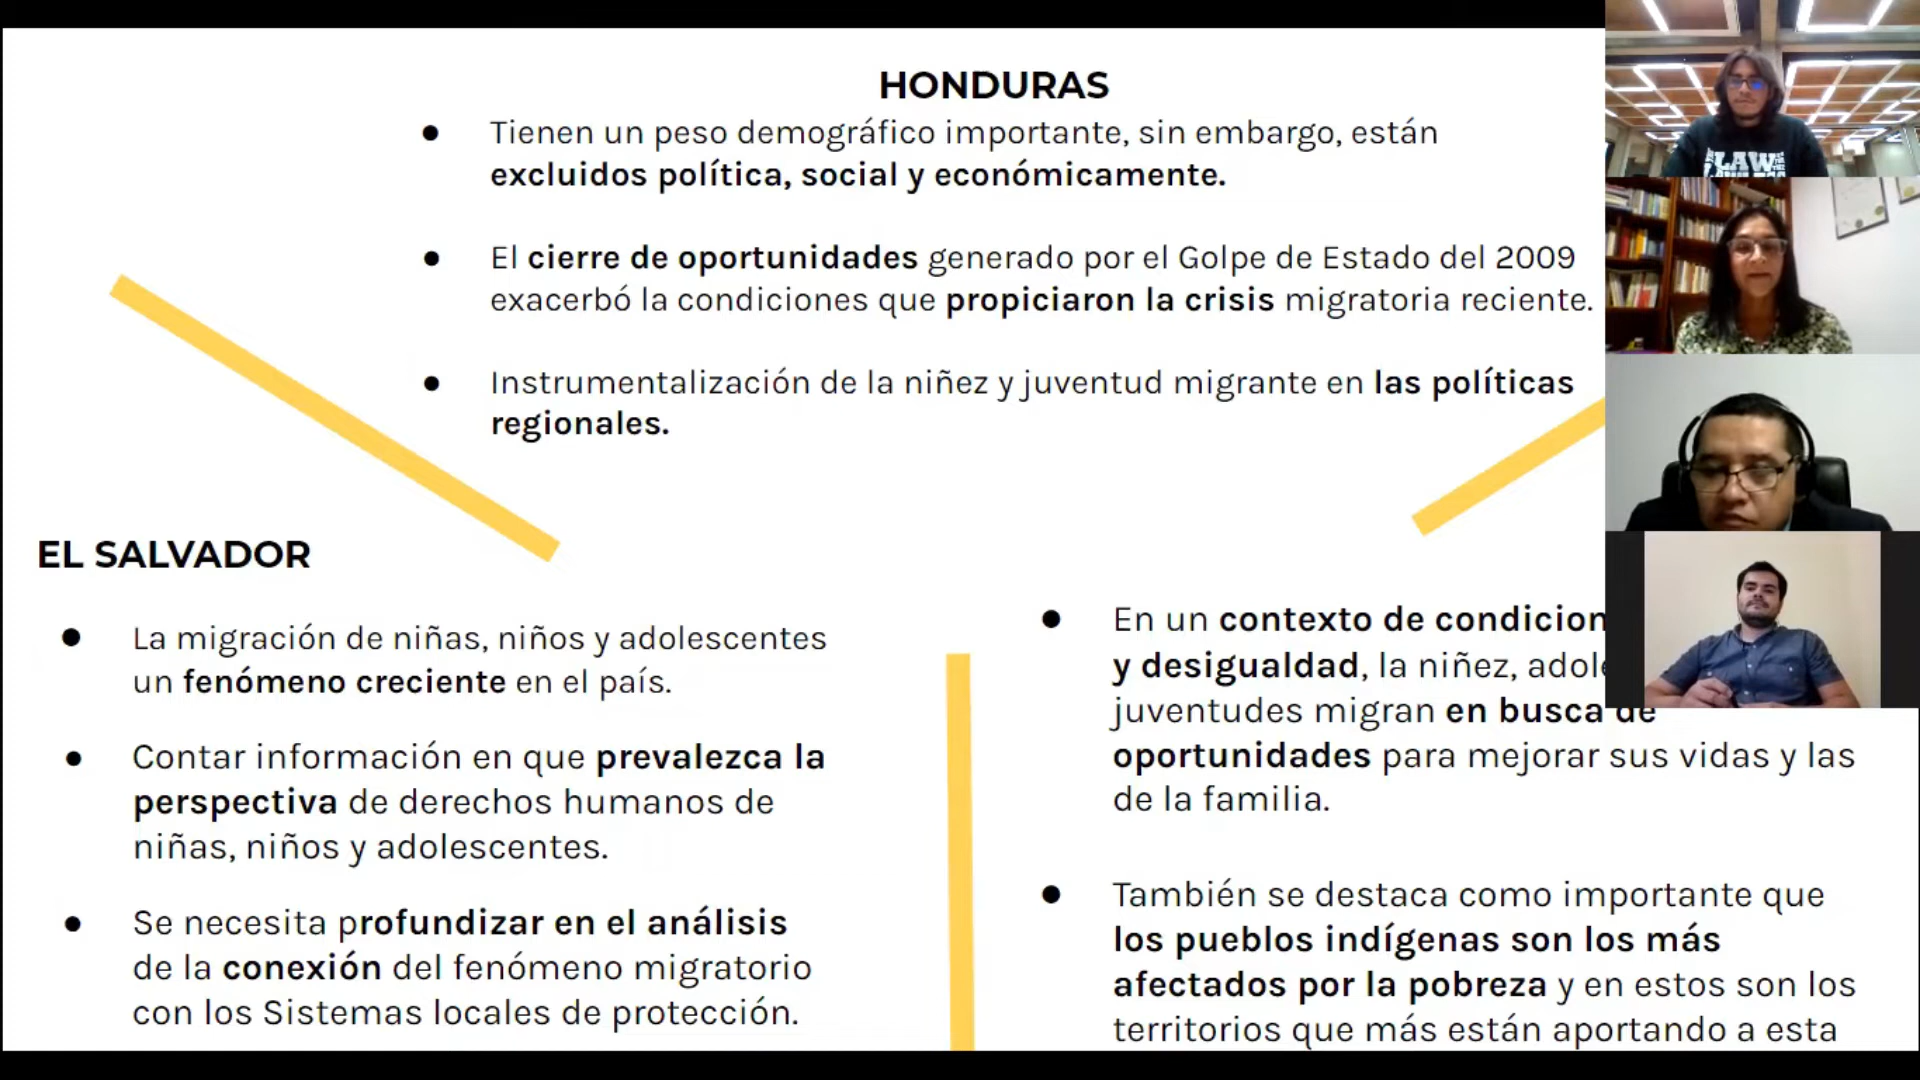 HONDURAS
● Tienen un peso demográfico importante, sin embargo, están
excluidos política, social y económicamente.
● El cierre de oportunidades generado por el Golpe de Estado del 2009
exacerbó la condiciones que propiciaron la crisis migratoria reciente.
● Instrumentalización de la niñez y juventud migrante en las políticas
regionales.
EL SALVADOR
● La migración de niñas, niños y adolescentes
un fenómeno creciente en el país.
● Contar información en que prevalezca la
perspectiva de derechos humanos de
niñas, niños y adolescentes.
● Se necesita profundizar en el análisis
de la conexión del fenómeno migratorio
con los Sistemas locales de protección.
● En un contexto de condicion
y desigualdad, la niñez, adole
juventudes migran en busca de
oportunidades para mejorar sus vidas y las
de la familia.
● También se destaca como importante que
los pueblos indígenas son los más
afectados por la pobreza y en estos son los
territorios que más están aportando a esta
LAW